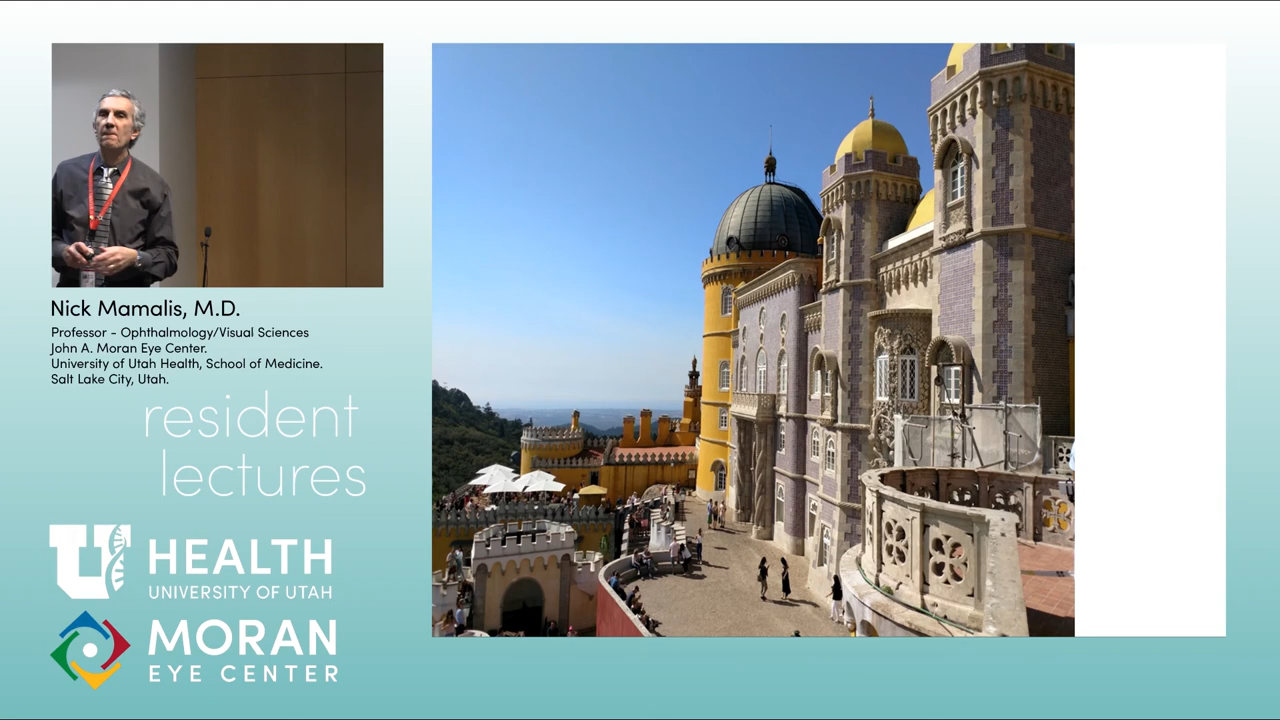 Nick Mamalis, M.D.
Professor - Ophthalmology/Visual Sciences
John A. Moran Eye Center.
University of Utah Health, School of Medicine.
Salt Lake City, Utah.
resident
lectures
U HEALTH
UNIVERSITY OF UTAH
MORAN
EYE CENTER